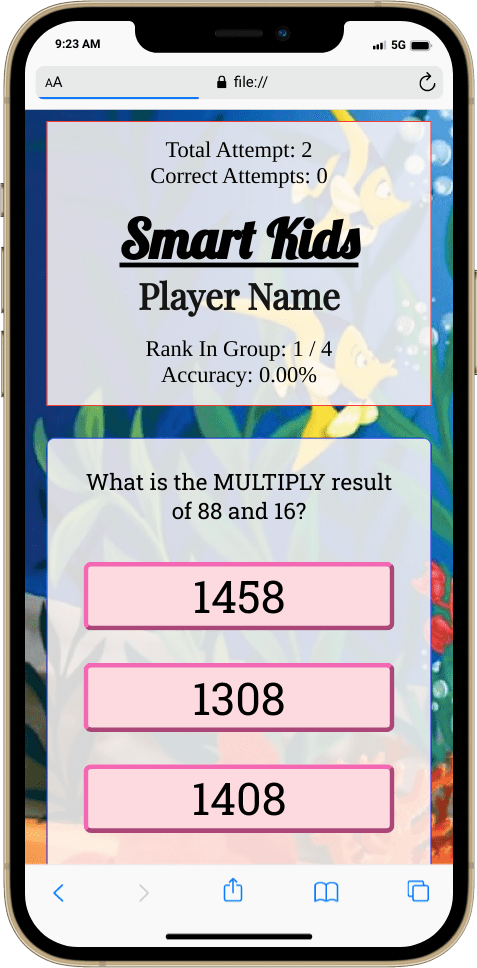 9:23 AM
5G
AA
file://
Total Attempt: 2
Correct Attempts: 0
Smart Kids
Player Name
Rank In Group: 1 / 4
Accuracy: 0.00%
What is the MULTIPLY result
of 88 and 16?
1458
1308
1408